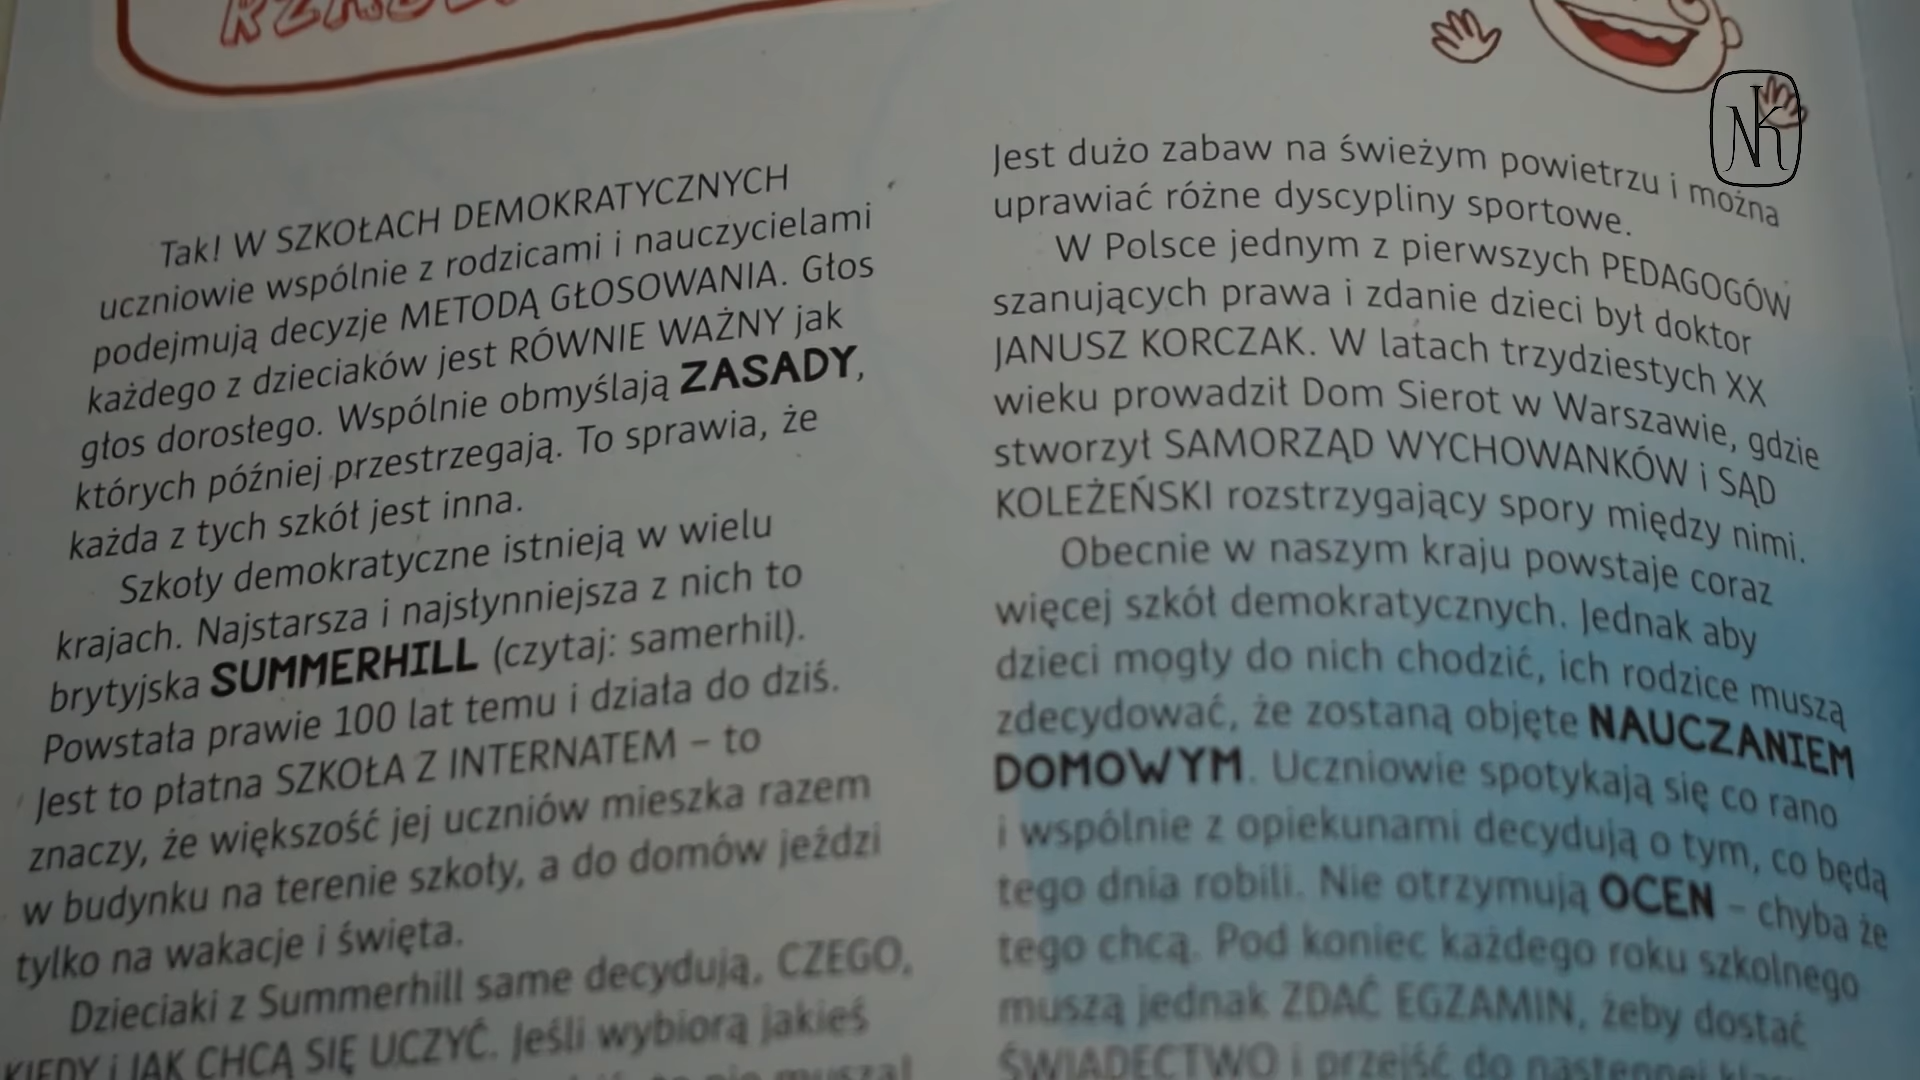 Tak! W SZKOŁACH DEMOKRATYCZNYCH
uczniowie wspólnie z rodzicami i nauczycielami
podejmują decyzje METODĄ GŁOSOWANIA. Głos
każdego z dzieciaków jest RÓWNIE WAŻNY jak
głos dorosłego. Wspólnie obmyślają ZASADY,
których później przestrzegają. To sprawia, że
każda z tych szkół jest inna.
Szkoły demokratyczne istnieją w wielu
krajach. Najstarsza i najsłynniejsza z nich to
brytyjska SUMMERHILL (czytaj: samerhil).
Powstała prawie 100 lat temu i działa do dziś.
Jest to płatna SZKOŁA Z INTERNATEM – to
znaczy, że większość jej uczniów mieszka razem
w budynku na terenie szkoły, a do domów jeździ
tylko na wakacje i święta.
Dzieciaki z Summerhill same decydują, CZEGO,
KIEDY i JAK CHCĄ SIĘ UCZYĆ. Jeśli wybiorą jakieś
Jest dużo zabaw na świeżym powietrzu i można
uprawiać różne dyscypliny sportowe.
W Polsce jednym z pierwszych PEDAGOGÓW
szanujących prawa i zdanie dzieci był doktor
JANUSZ KORCZAK. W latach trzydziestych XX
wieku prowadził Dom Sierot w Warszawie, gdzie
stworzył SAMORZĄD WYCHOWANKÓW i SĄD
KOLEŻEŃSKI rozstrzygający spory między nimi.
Obecnie w naszym kraju powstaje coraz
więcej szkół demokratycznych. Jednak aby
dzieci mogły do nich chodzić, ich rodzice muszą
zdecydować, że zostaną objęte NAUCZANIEM
DOMOWYM. Uczniowie spotykają się co rano
i wspólnie z opiekunami decydują o tym, co będą
tego dnia robili. Nie otrzymują OCEN – chyba że
tego chcą. Pod koniec każdego roku szkolnego
muszą jednak ZDAĆ EGZAMIN, żeby dostać
ŚWIADECTWO i przejść do następnej
NK